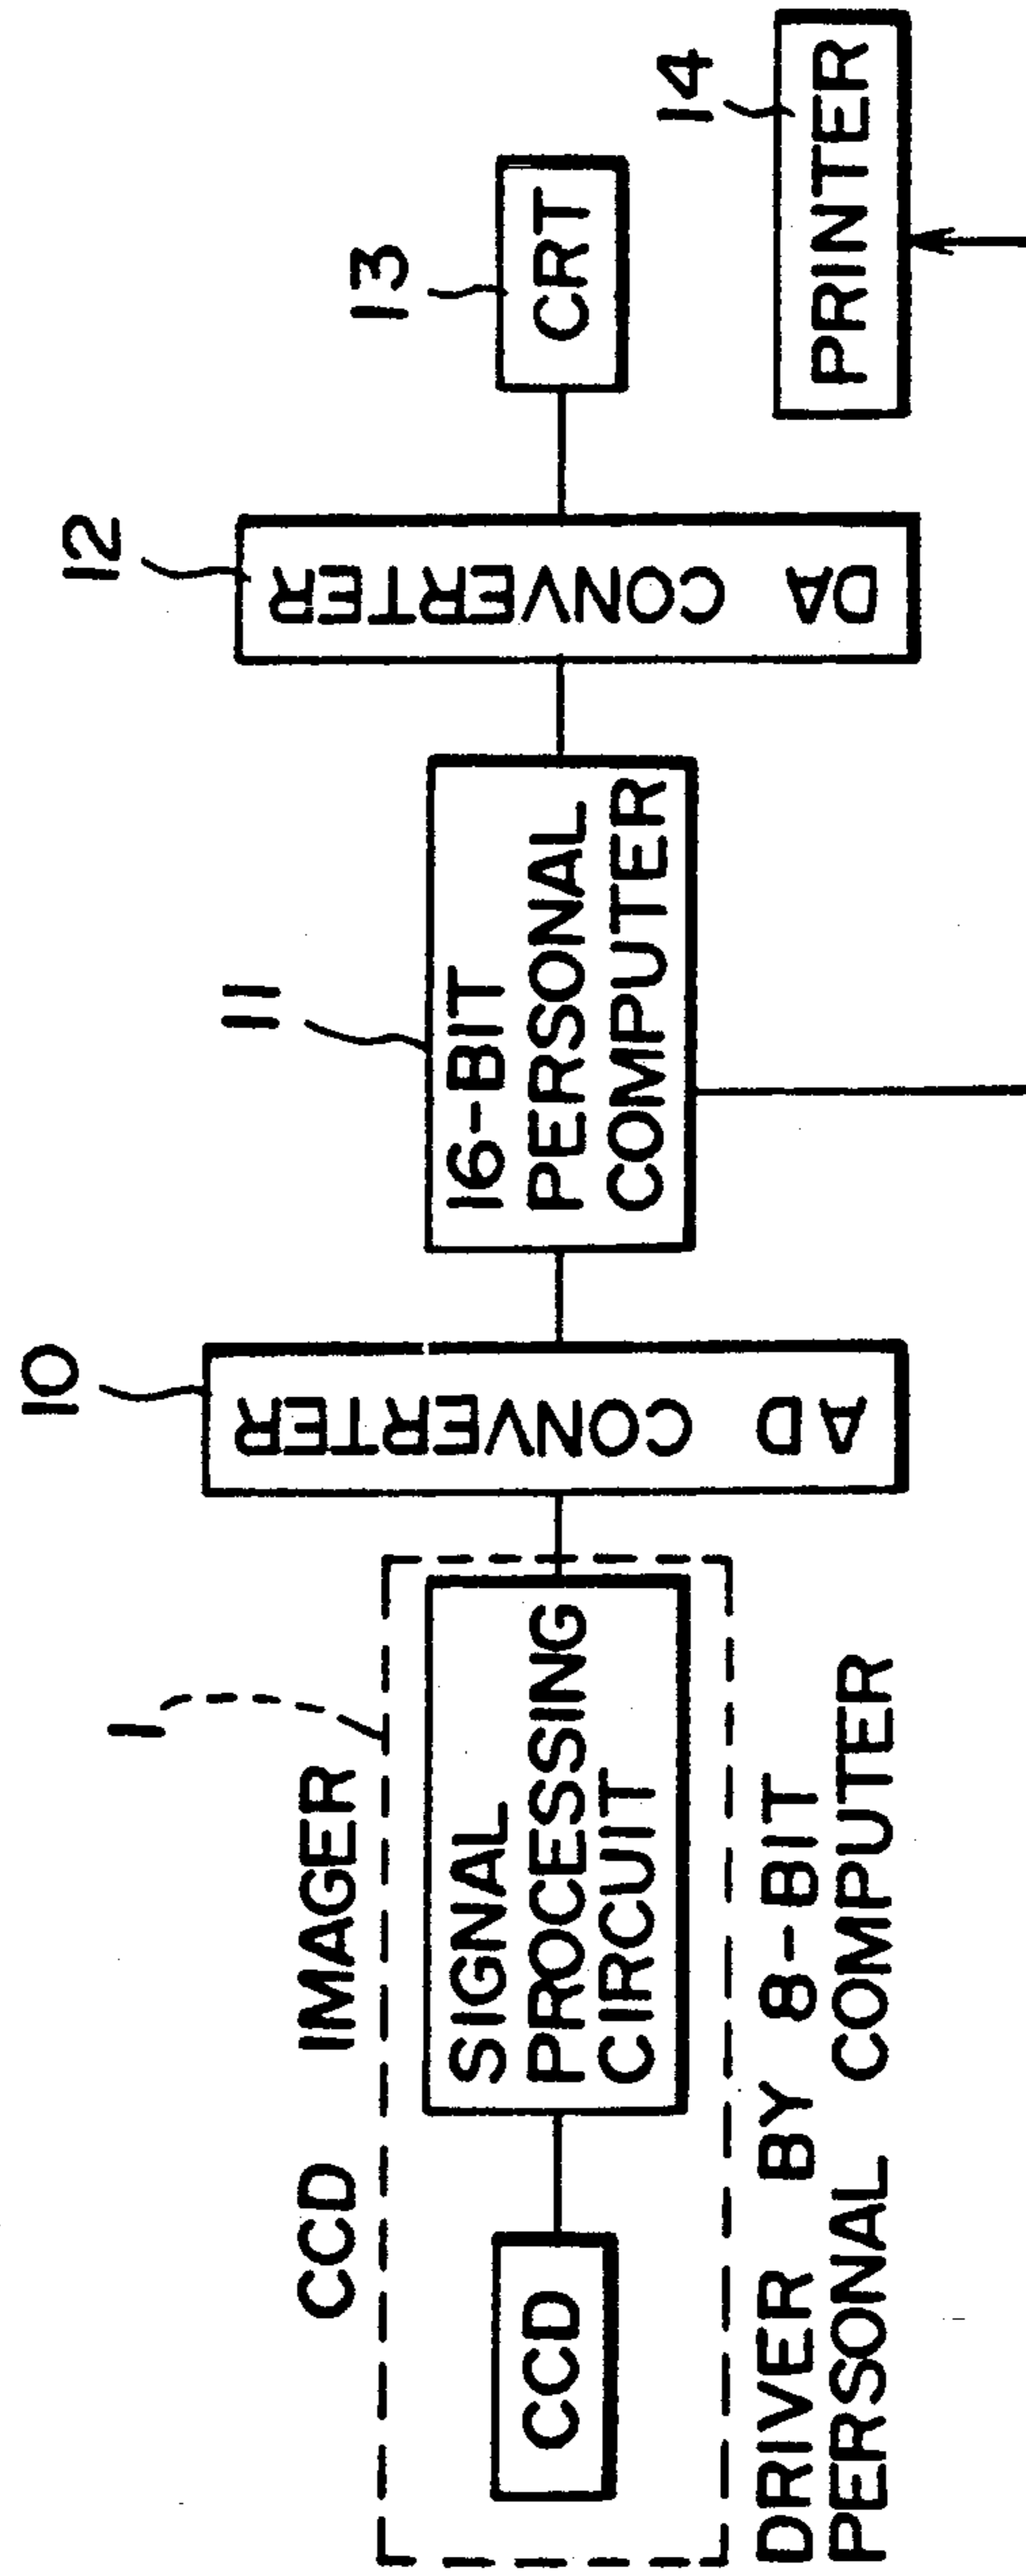 CCD IMAGER
1
CCD
SIGNAL
PROCESSING
CIRCUIT
DRIVER BY 8-BIT
PERSONAL COMPUTER
10
AD CONVERTER
11
16-BIT
PERSONAL
COMPUTER
12
DA CONVERTER
13
CRT
14
PRINTER